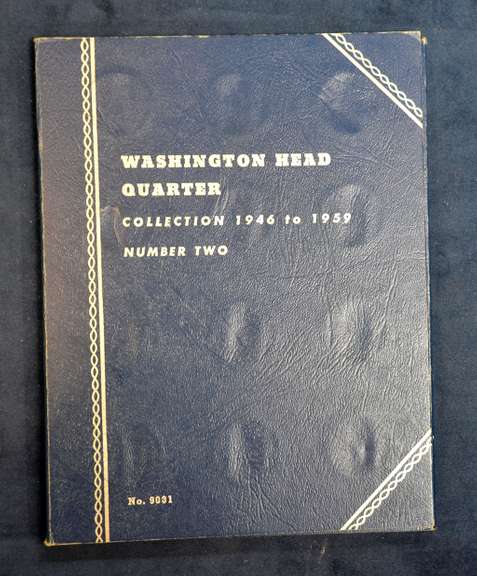 WASHINGTON HEAD
QUARTER
COLLECTION 1946 to 1959
NUMBER TWO
No. 9031